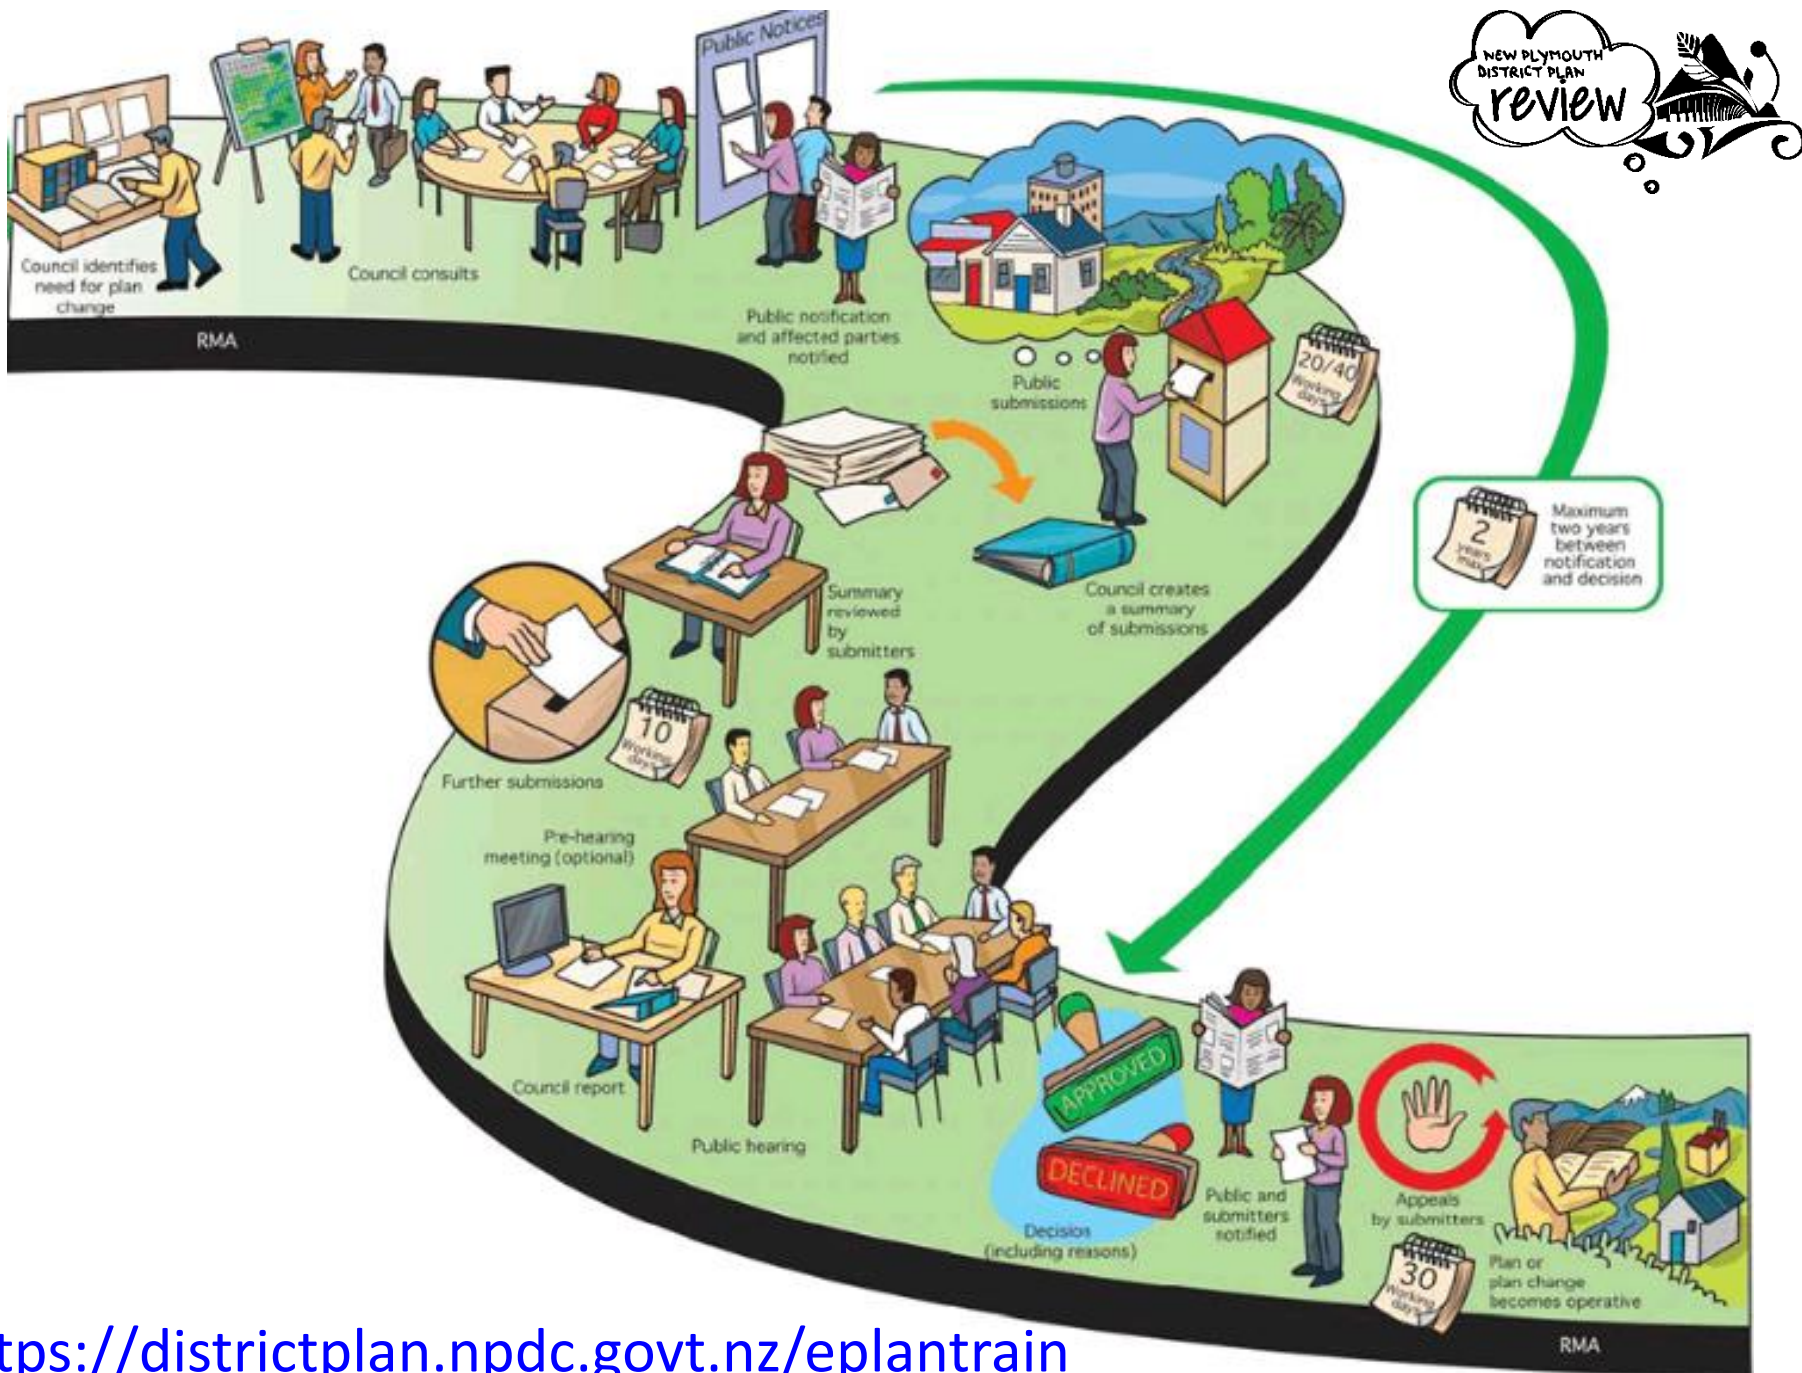 NEW PLYMOUTH
DISTRICT PLAN
review
Public Notices
Council identifies
need for plan
change
Council consults
RMA
Public notification
and affected parties
notified
Public
submissions
20/40
Working
days
Council creates
a summary
of submissions
Summary
reviewed
by
submitters
2
years
max
Maximum
two years
between
notification
and decision
Further submissions
10
Working
days
Pre-hearing
meeting (optional)
Council report
Public hearing
APPROVED
DECLINED
Decision
(including reasons)
Public and
submitters
notified
Appeals
by submitters
30
Working
days
Plan or
plan change
becomes operative
RMA
tps://districtplan.npdc.govt.nz/eplantrain